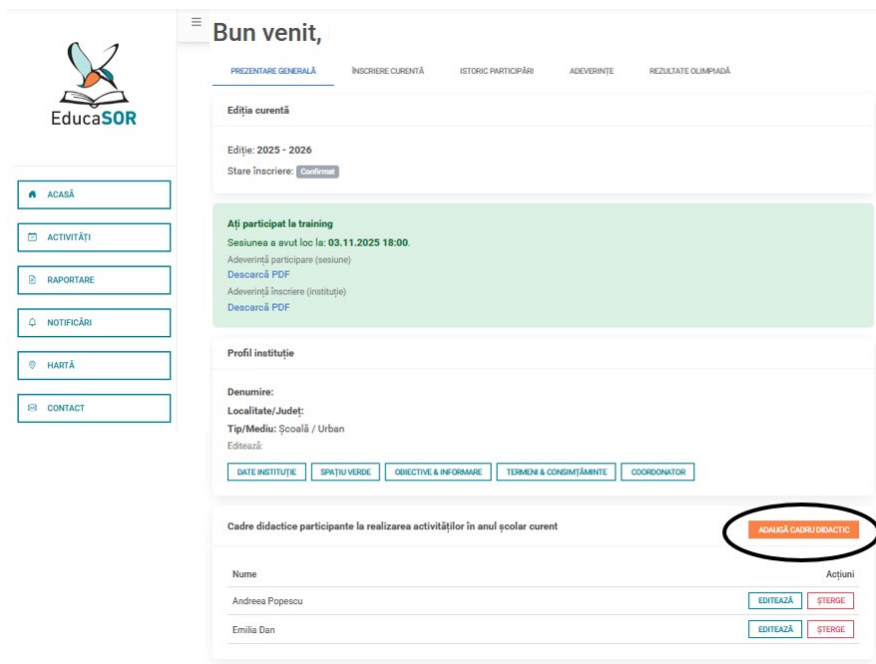 EducaSOR
ACASĂ
ACTIVITĂȚI
RAPORTARE
NOTIFICĂRI
HARTĂ
CONTACT
Bun venit,
PREZENTARE GENERALĂ ÎNSCRIERE CURENTĂ ISTORIC PARTICIPĂRI ADEVERINȚE REZULTATE OLIMPIADĂ
Ediția curentă
Ediție: 2025 - 2026
Stare înscriere: Confirmat
Ați participat la training
Sesiunea a avut loc la: 03.11.2025 18:00.
Adeverință participare (sesiune)
Descarcă PDF
Adeverință înscriere (instituție)
Descarcă PDF
Profil instituție
Denumire:
Localitate/Județ:
Tip/Mediu: Școală / Urban
Editează:
DATE INSTITUȚIE SPAȚIU VERDE OBIECTIVE & INFORMARE TERMENI & CONSIMȚĂMINTE COORDONATOR
Cadre didactice participante la realizarea activităților în anul școlar curent ADAUGĂ CADRU DIDACTIC
Nume Acțiuni
Andreea Popescu EDITEAZĂ ȘTERGE
Emilia Dan EDITEAZĂ ȘTERGE